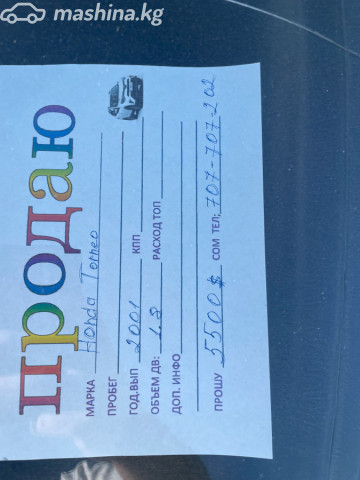 mashina.kg
продаю
МАРКА Honda Torneo
ПРОБЕГ
ГОД.ВЫП 2001 КПП
ОБЪЕМ ДВ: 1.8 РАСХОД ТОП
ДОП. ИНФО
ПРОШУ 5500$ СОМ ТЕЛ: 707-707-202